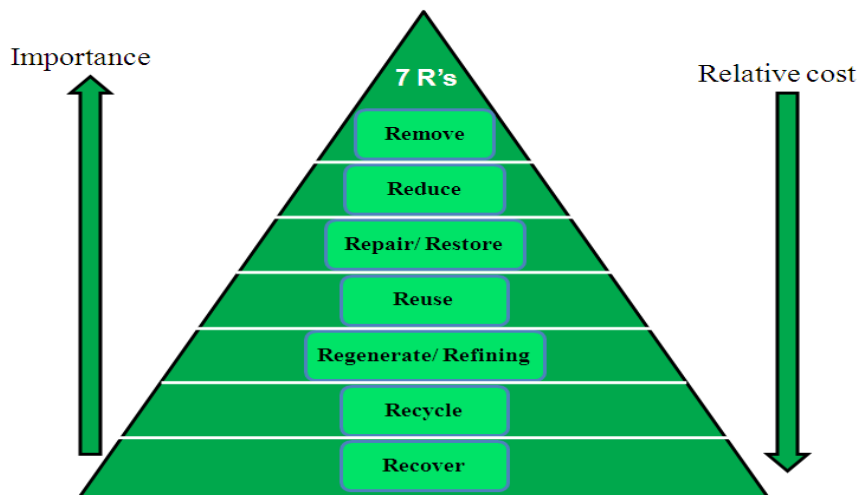 7 R's
Importance
Relative cost
Remove
Reduce
Repair/ Restore
Reuse
Regenerate/ Refining
Recycle
Recover